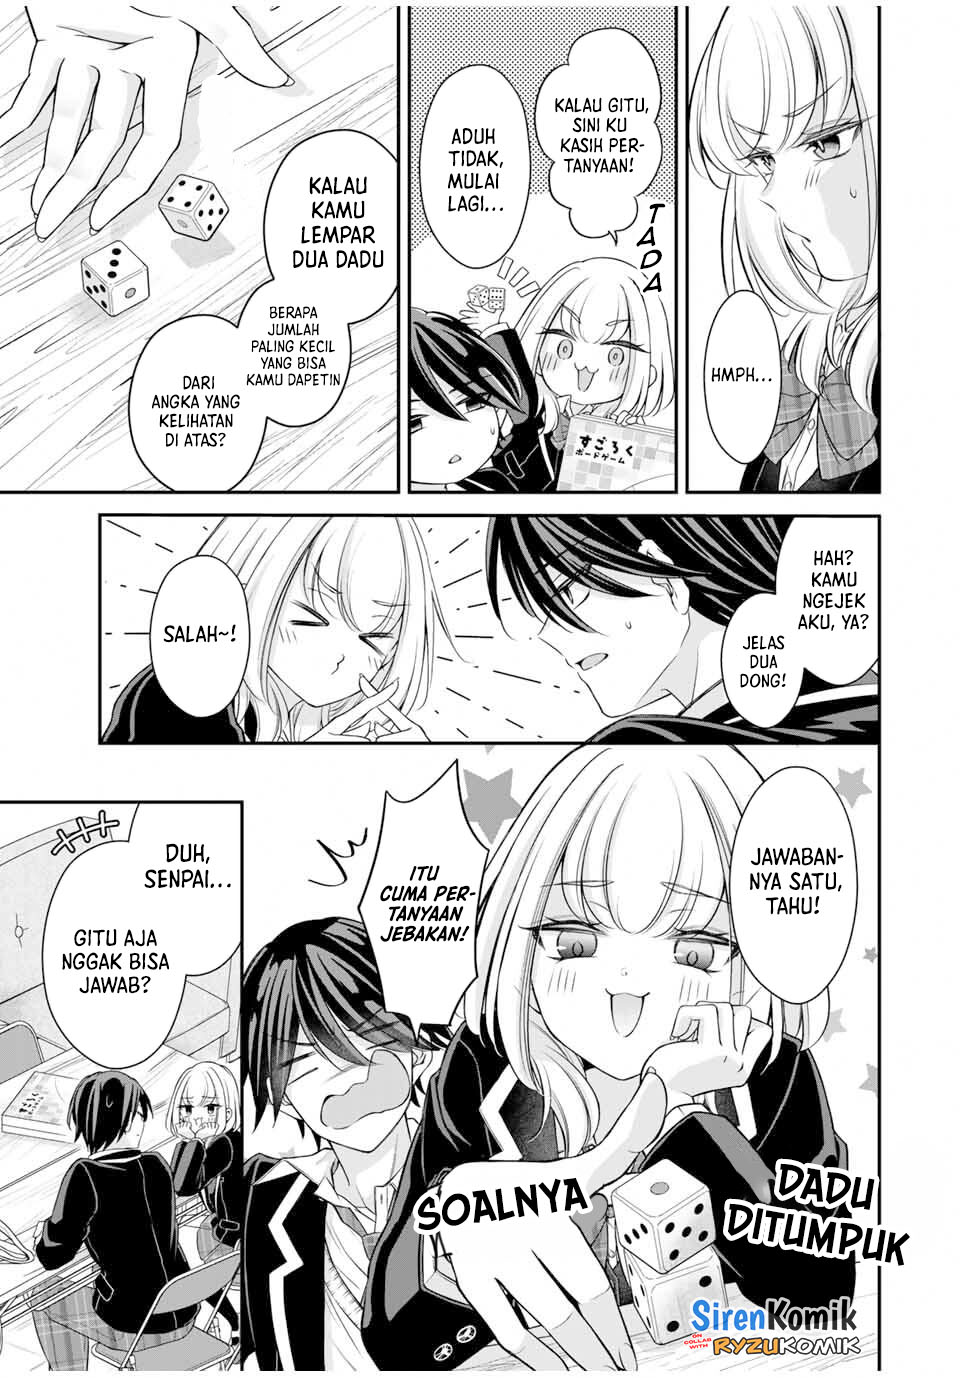 HMPH...
KALAU GITU,
SINI KU
KASIH PER-
TANYAAN!
ADUH
TIDAK,
MULAI
LAGI...
TADA
すごろく
ボードゲーム
KALAU
KAMU
LEMPAR
DUA DADU
BERAPA
JUMLAH
PALING KECIL
YANG BISA
KAMU DAPETIN
DARI
ANGKA YANG
KELIHATAN
DI ATAS?
HAH?
KAMU
NGEJEK
AKU, YA?
JELAS
DUA
DONG!
SALAH~!
JAWABAN-
NYA SATU,
TAHU!
ITU
CUMA PER-
TANYAAN
JEBAKAN!
SOALNYA
DADU
DITUMPUK
DUH,
SENPAI...
GITU AJA
NGGAK BISA
JAWAB?
SirenKomik
ON COLLAB WITH
RYZUKOMIK